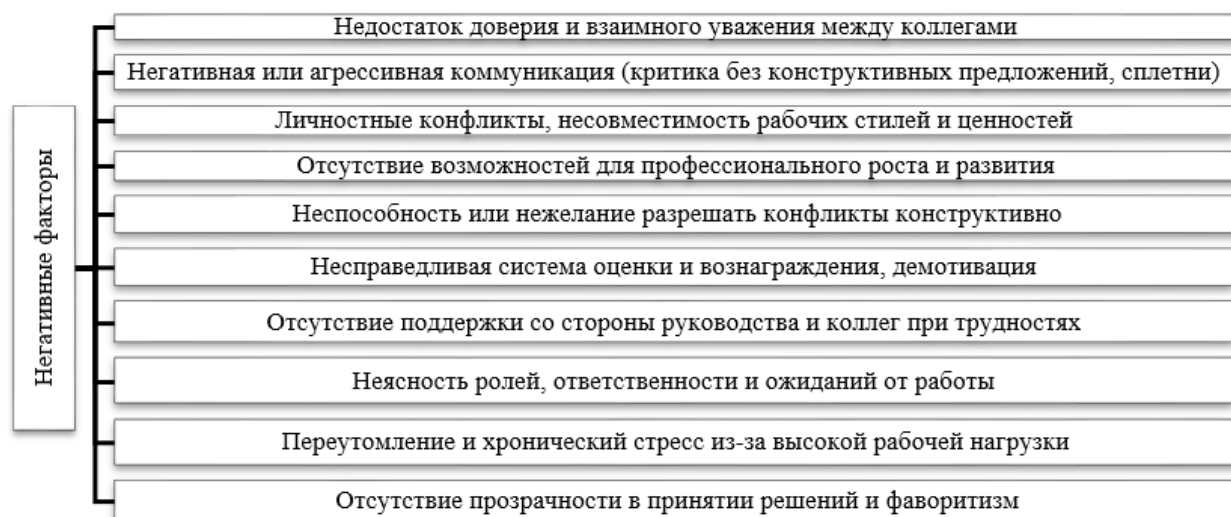 Негативные факторы
Недостаток доверия и взаимного уважения между коллегами
Негативная или агрессивная коммуникация (критика без конструктивных предложений, сплетни)
Личностные конфликты, несовместимость рабочих стилей и ценностей
Отсутствие возможностей для профессионального роста и развития
Неспособность или нежелание разрешать конфликты конструктивно
Несправедливая система оценки и вознаграждения, демотивация
Отсутствие поддержки со стороны руководства и коллег при трудностях
Неясность ролей, ответственности и ожиданий от работы
Переутомление и хронический стресс из-за высокой рабочей нагрузки
Отсутствие прозрачности в принятии решений и фаворитизм